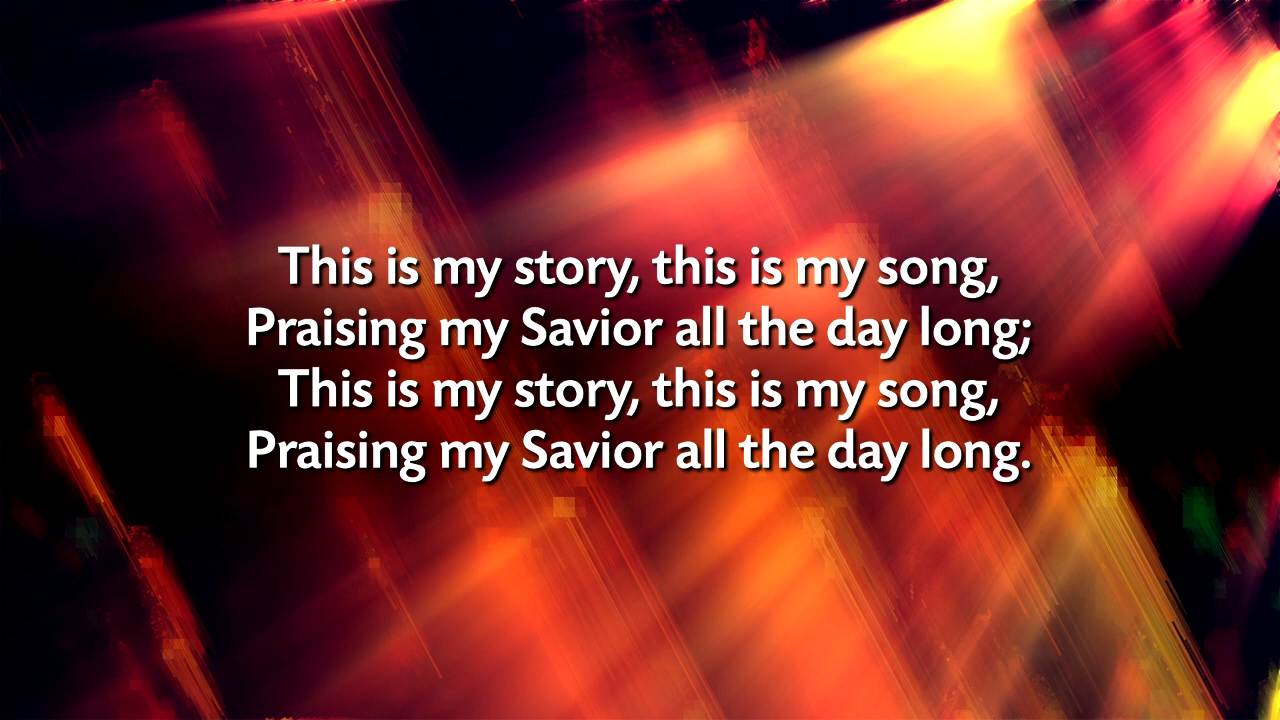 This is my story, this is my song,
Praising my Savior all the day long;
This is my story, this is my song,
Praising my Savior all the day long.